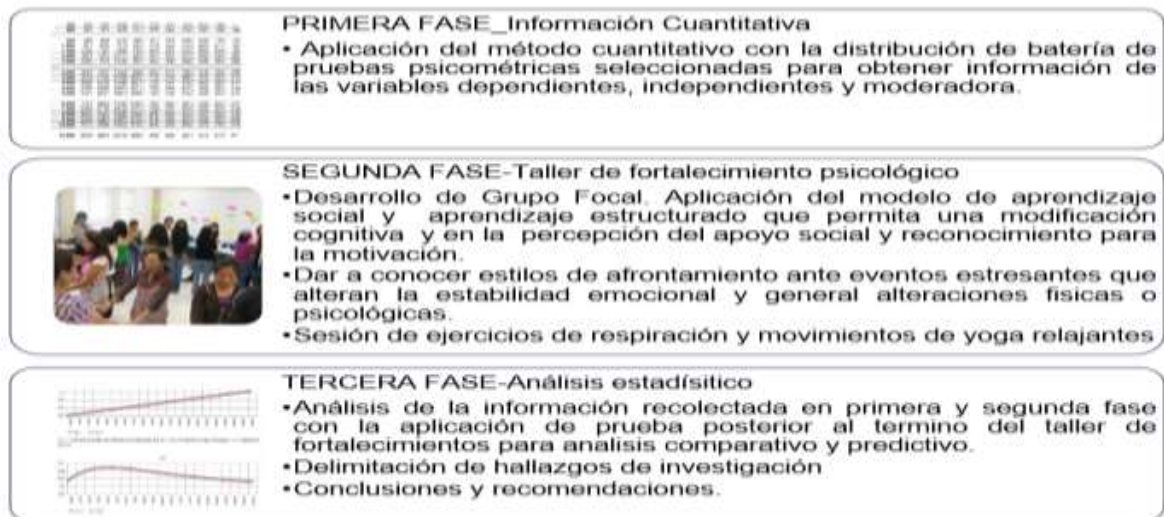 PRIMERA FASE_Información Cuantitativa
• Aplicación del método cuantitativo con la distribución de batería de
pruebas psicométricas seleccionadas para obtener información de
las variables dependientes, independientes y moderadora.
SEGUNDA FASE-Taller de fortalecimiento psicológico
•Desarrollo de Grupo Focal. Aplicación del modelo de aprendizaje
social y aprendizaje estructurado que permita una modificación
cognitiva y en la percepción del apoyo social y reconocimiento para
la motivación.
•Dar a conocer estilos de afrontamiento ante eventos estresantes que
alteran la estabilidad emocional y general alteraciones físicas o
psicológicas.
•Sesión de ejercicios de respiración y movimientos de yoga relajantes
TERCERA FASE-Análisis estadísitico
•Análisis de la información recolectada en primera y segunda fase
con la aplicación de prueba posterior al termino del taller de
fortalecimientos para analisis comparativo y predictivo.
•Delimitación de hallazgos de investigación
•Conclusiones y recomendaciones.